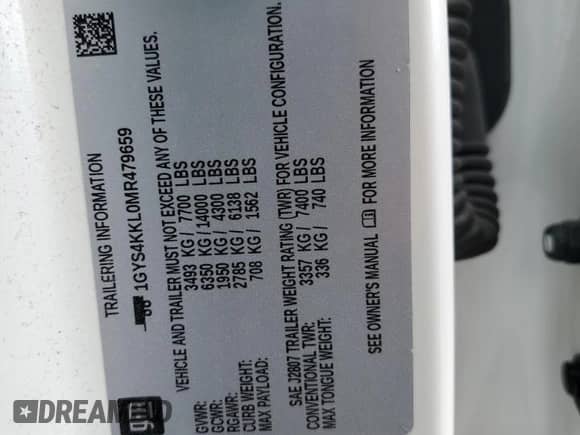 TRAILERING INFORMATION
1GYS4KKL0MR479659
VEHICLE AND TRAILER MUST NOT EXCEED ANY OF THESE VALUES.
GVWR: 3493 KG / 7700 LBS
GCWR: 6350 KG / 14000 LBS
RGAWR: 1950 KG / 4300 LBS
CURB WEIGHT: 2785 KG / 6138 LBS
MAX PAYLOAD: 708 KG / 1562 LBS
SAE J2807 TRAILER WEIGHT RATING (TWR) FOR VEHICLE CONFIGURATION.
CONVENTIONAL TWR: 3357 KG / 7400 LBS
MAX TONGUE WEIGHT: 336 KG / 740 LBS
SEE OWNER'S MANUAL FOR MORE INFORMATION
gm